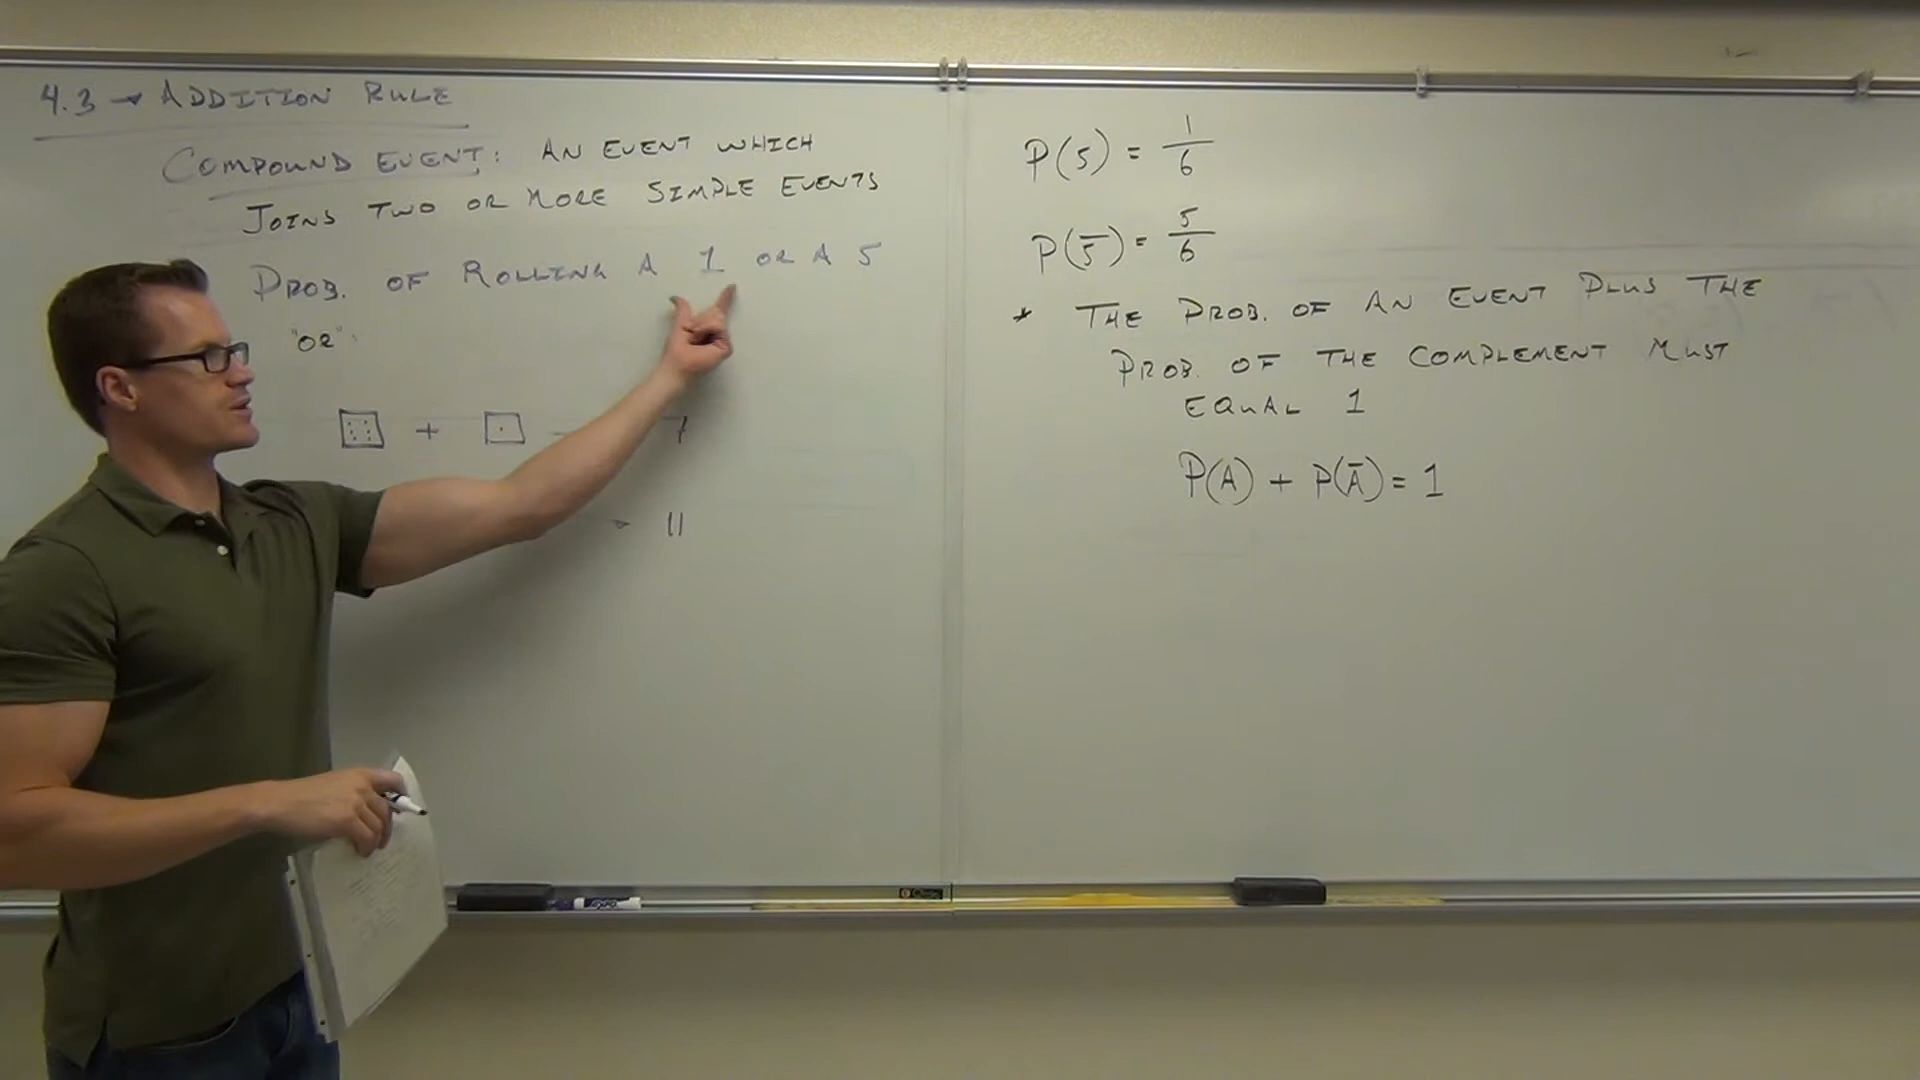 4.3 → ADDITION RULE
COMPOUND EVENT: AN EVENT WHICH
JOINS TWO OR MORE SIMPLE EVENTS
PROB. OF ROLLING A 1 OR A 5
"OR":
+ 7
11
P(5) = 1/6
P(5̅) = 5/6
* THE PROB. OF AN EVENT PLUS THE
PROB. OF THE COMPLEMENT MUST
EQUAL 1
P(A) + P(A̅) = 1